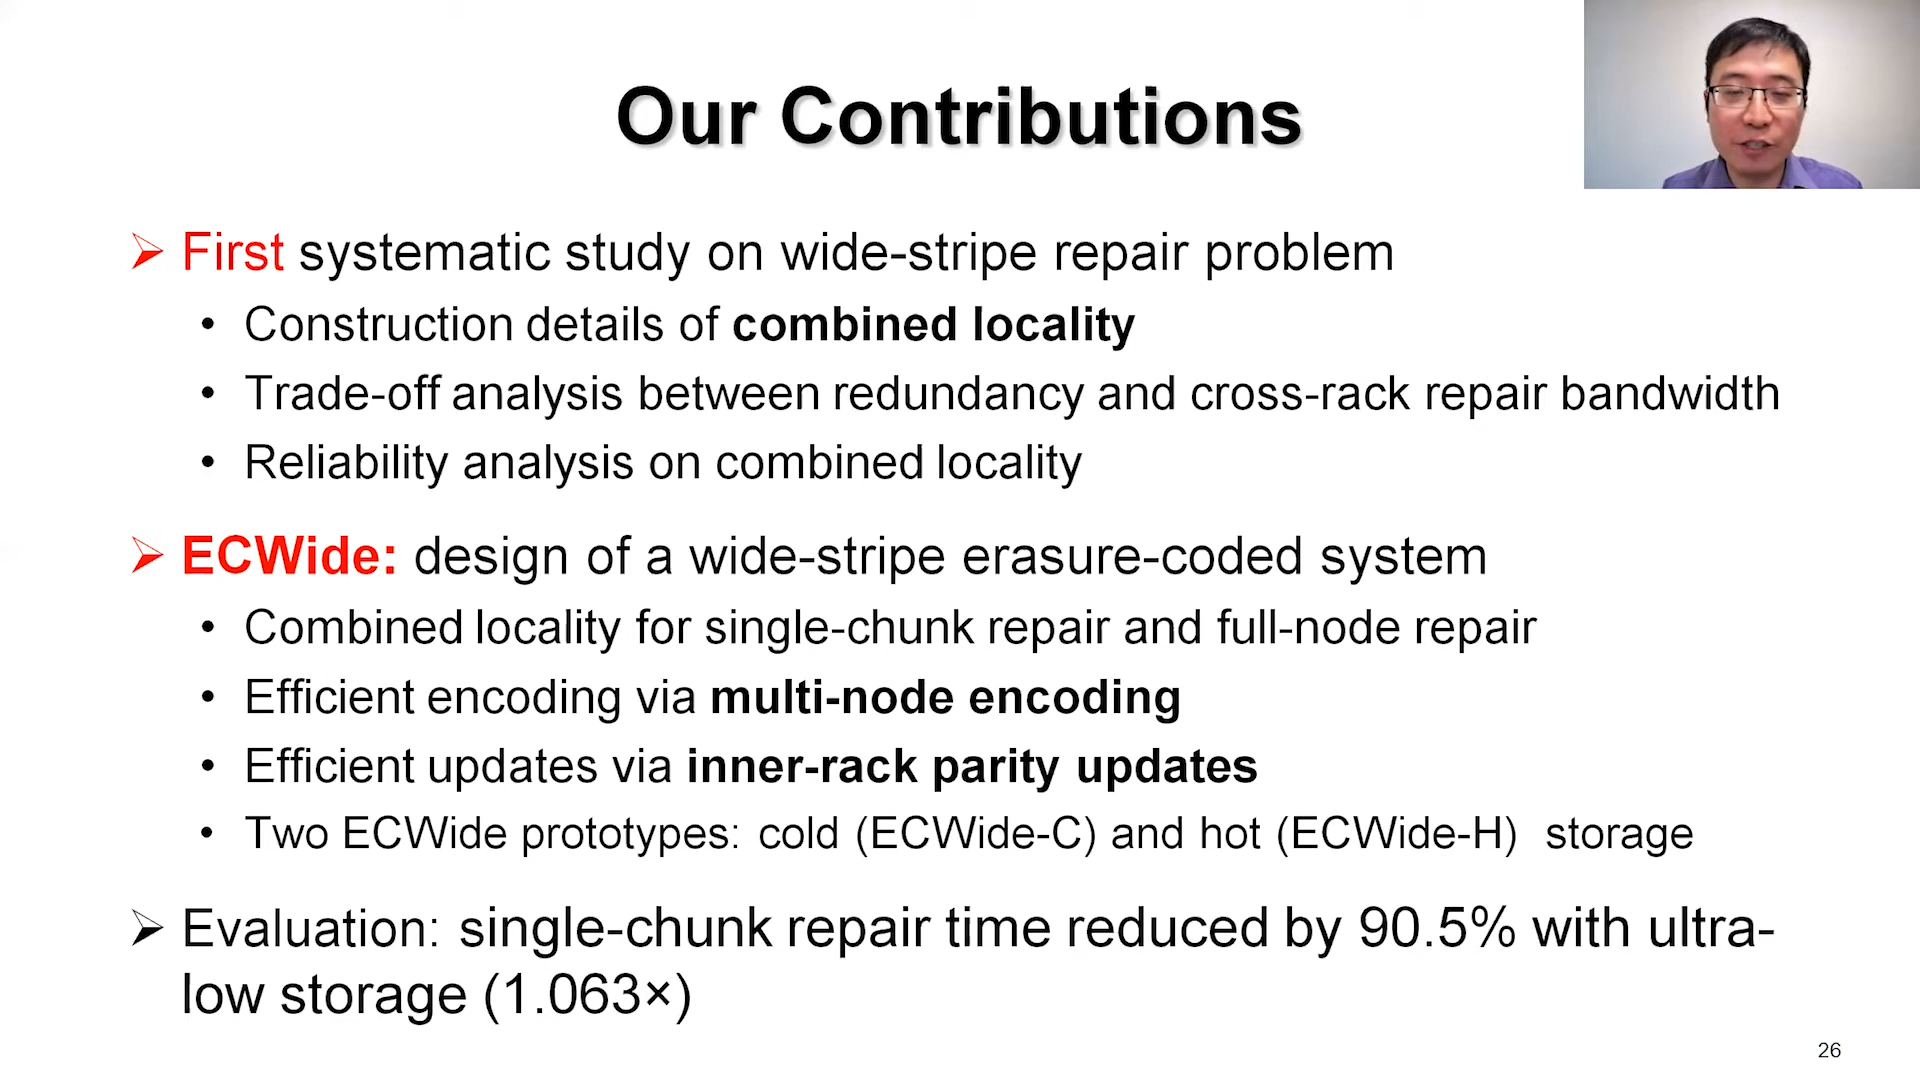 Our Contributions
First systematic study on wide-stripe repair problem
• Construction details of combined locality
• Trade-off analysis between redundancy and cross-rack repair bandwidth
• Reliability analysis on combined locality
ECWide: design of a wide-stripe erasure-coded system
• Combined locality for single-chunk repair and full-node repair
• Efficient encoding via multi-node encoding
• Efficient updates via inner-rack parity updates
• Two ECWide prototypes: cold (ECWide-C) and hot (ECWide-H) storage
Evaluation: single-chunk repair time reduced by 90.5% with ultra-
low storage (1.063×)
26